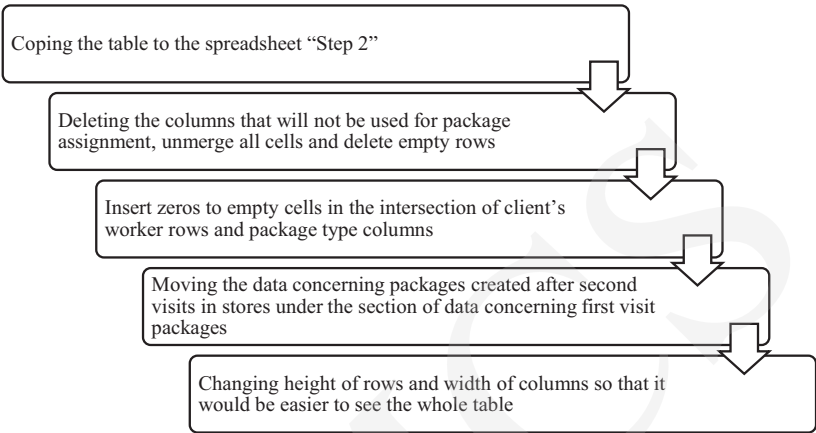 Coping the table to the spreadsheet “Step 2”
Deleting the columns that will not be used for package
assignment, unmerge all cells and delete empty rows
Insert zeros to empty cells in the intersection of client’s
worker rows and package type columns
Moving the data concerning packages created after second
visits in stores under the section of data concerning first visit
packages
Changing height of rows and width of columns so that it
would be easier to see the whole table